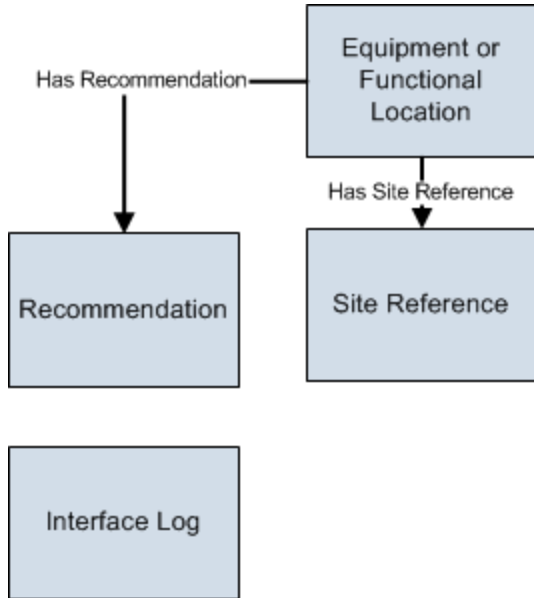 Equipment or
Functional
Location
Has Recommendation
Has Site Reference
Recommendation
Site Reference
Interface Log